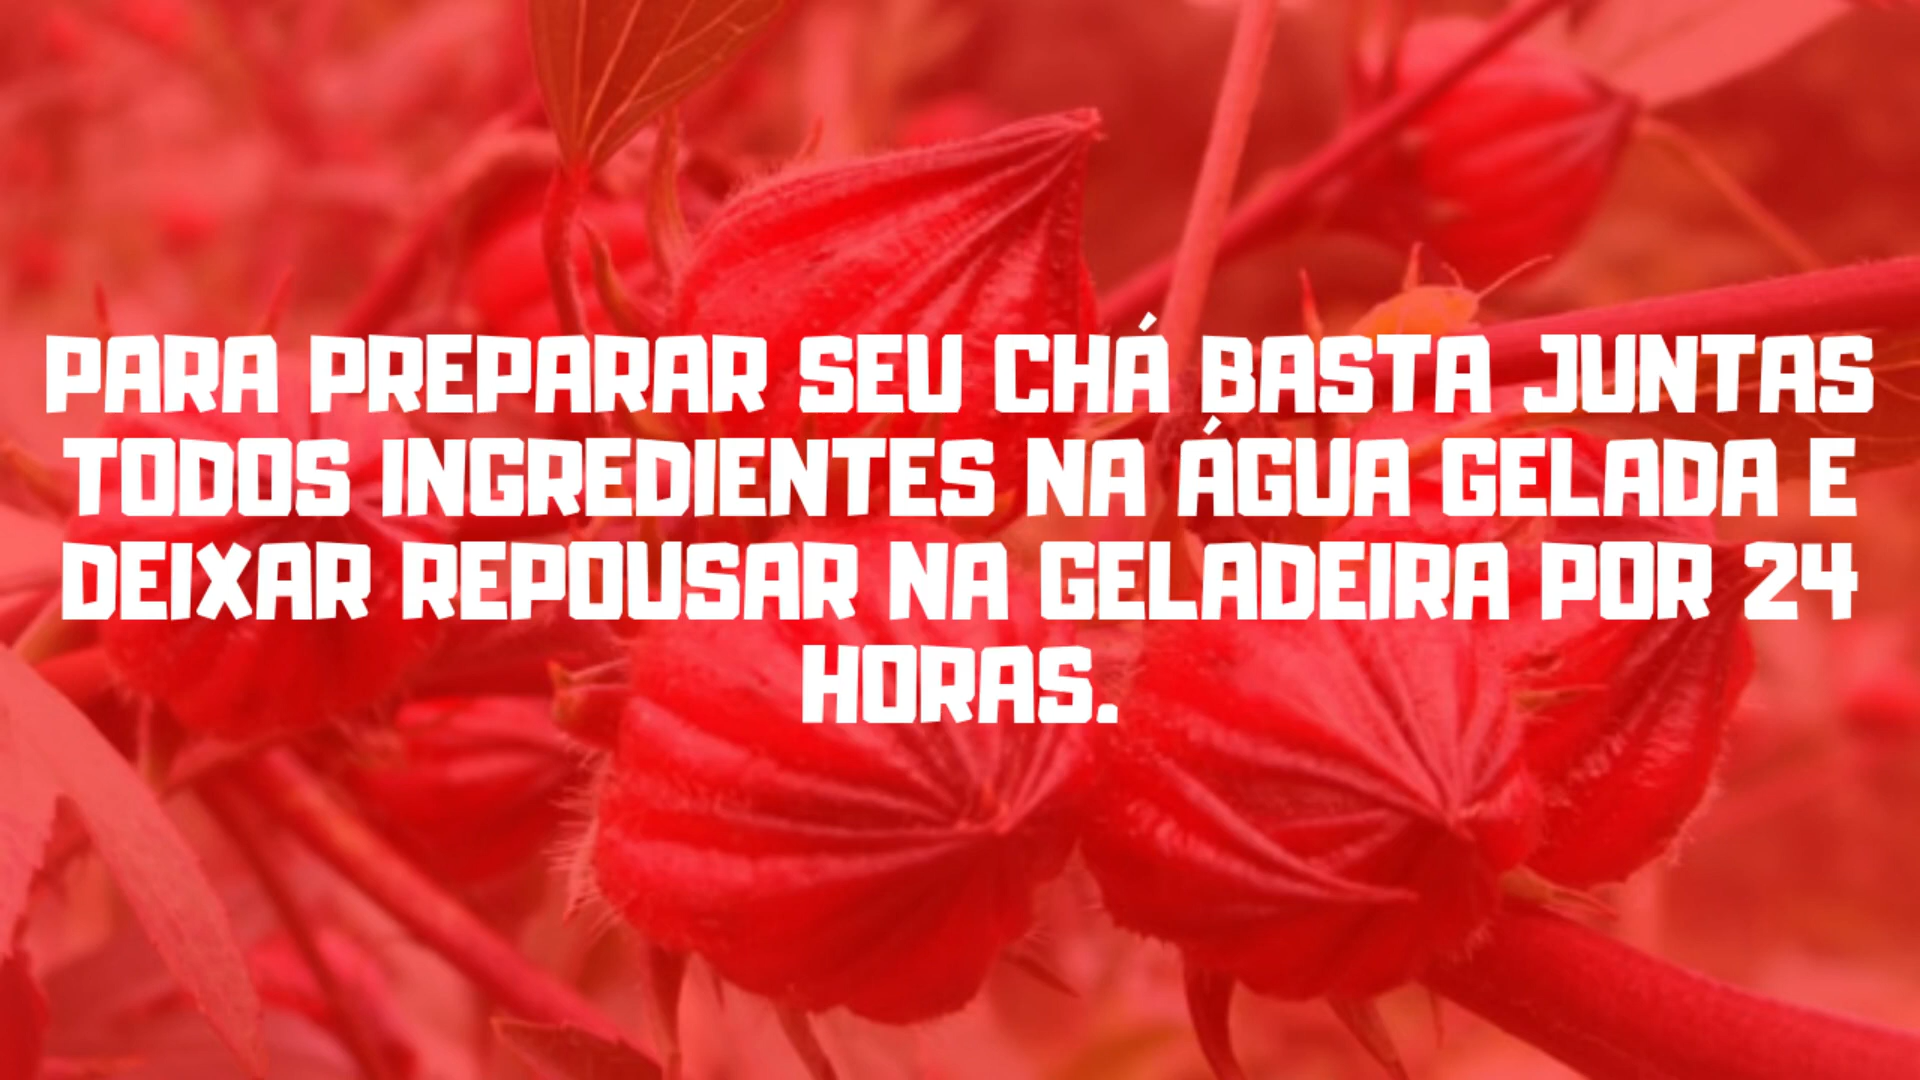 PARA PREPARAR SEU CHÁ BASTA JUNTAS
TODOS INGREDIENTES NA ÁGUA GELADA E
DEIXAR REPOUSAR NA GELADEIRA POR 24
HORAS.